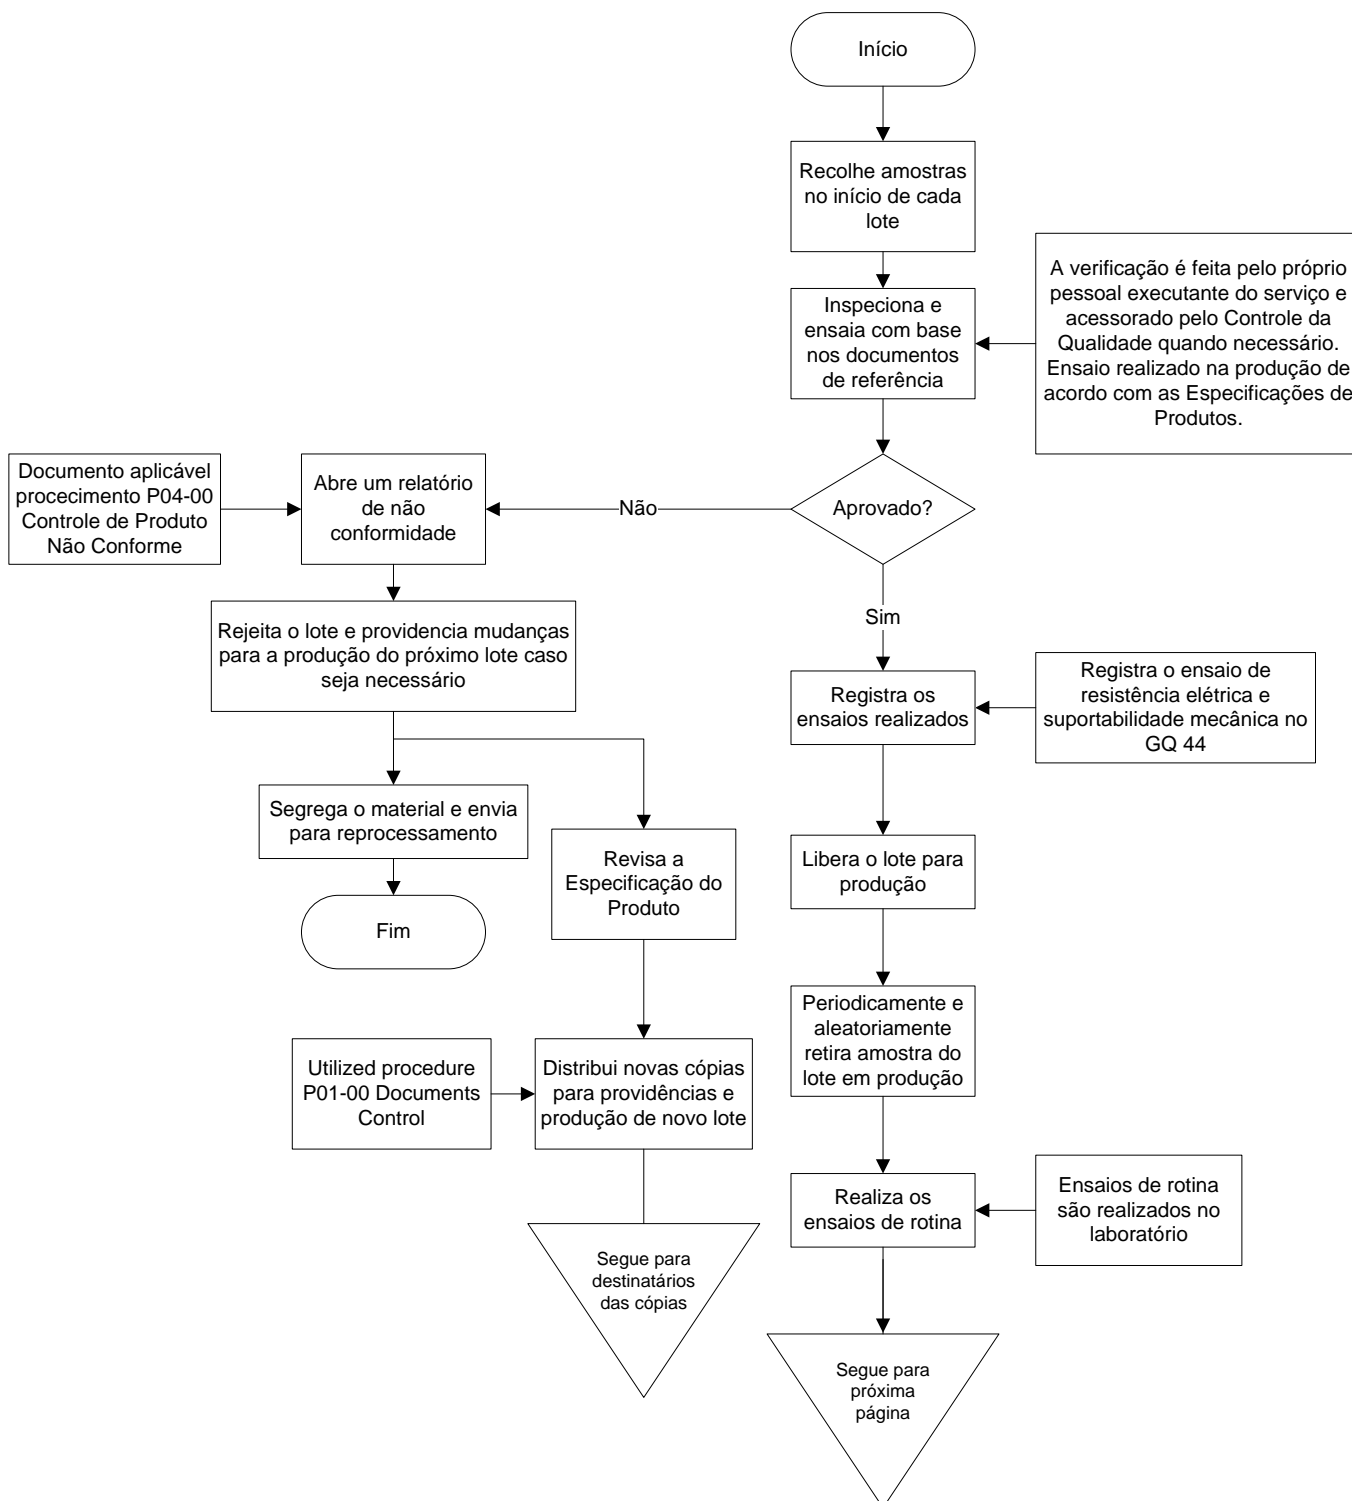 Início
Recolhe amostras
no início de cada
lote
Inspeciona e
ensaia com base
nos documentos
de referência
A verificação é feita pelo próprio
pessoal executante do serviço e
acessorado pelo Controle da
Qualidade quando necessário.
Ensaio realizado na produção de
acordo com as Especificações de
Produtos.
Documento aplicável
procecimento P04-00
Controle de Produto
Não Conforme
Abre um relatório
de não
conformidade
Não
Aprovado?
Sim
Rejeita o lote e providencia mudanças
para a produção do próximo lote caso
seja necessário
Registra os
ensaios realizados
Registra o ensaio de
resistência elétrica e
suportabilidade mecânica no
GQ 44
Segrega o material e envia
para reprocessamento
Revisa a
Especificação do
Produto
Libera o lote para
produção
Fim
Periodicamente e
aleatoriamente
retira amostra do
lote em produção
Utilized procedure
P01-00 Documents
Control
Distribui novas cópias
para providências e
produção de novo lote
Realiza os
ensaios de rotina
Ensaios de rotina
são realizados no
laboratório
Segue para
destinatários
das cópias
Segue para
próxima
página